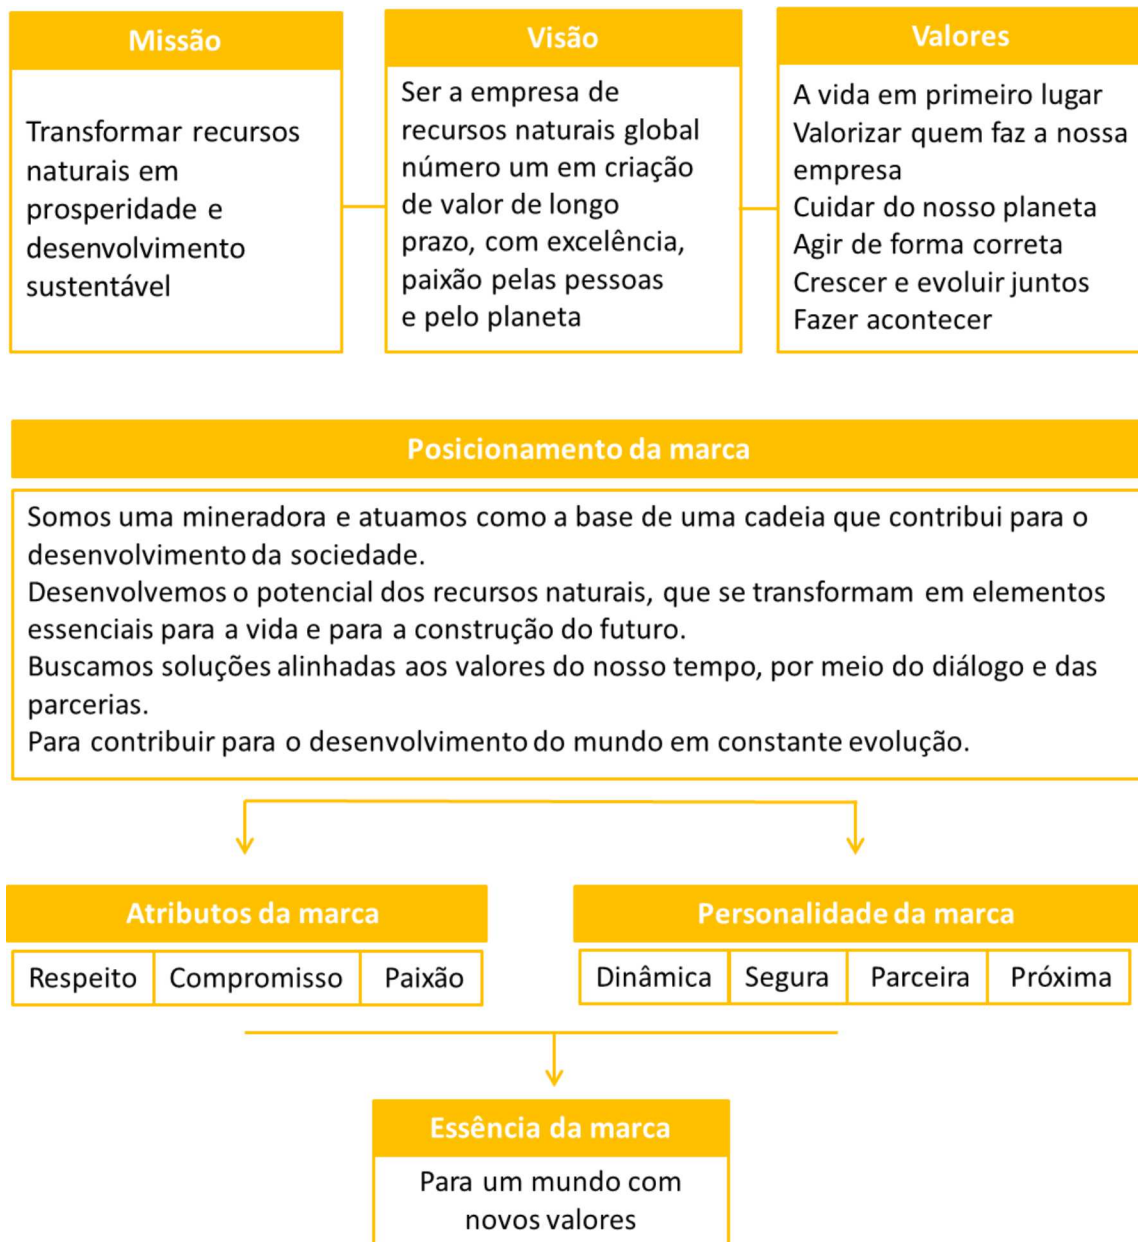 Missão
Transformar recursos
naturais em
prosperidade e
desenvolvimento
sustentável
Visão
Ser a empresa de
recursos naturais global
número um em criação
de valor de longo
prazo, com excelência,
paixão pelas pessoas
e pelo planeta
Valores
A vida em primeiro lugar
Valorizar quem faz a nossa
empresa
Cuidar do nosso planeta
Agir de forma correta
Crescer e evoluir juntos
Fazer acontecer
Posicionamento da marca
Somos uma mineradora e atuamos como a base de uma cadeia que contribui para o
desenvolvimento da sociedade.
Desenvolvemos o potencial dos recursos naturais, que se transformam em elementos
essenciais para a vida e para a construção do futuro.
Buscamos soluções alinhadas aos valores do nosso tempo, por meio do diálogo e das
parcerias.
Para contribuir para o desenvolvimento do mundo em constante evolução.
Atributos da marca
Respeito Compromisso Paixão
Personalidade da marca
Dinâmica Segura Parceira Próxima
Essência da marca
Para um mundo com
novos valores